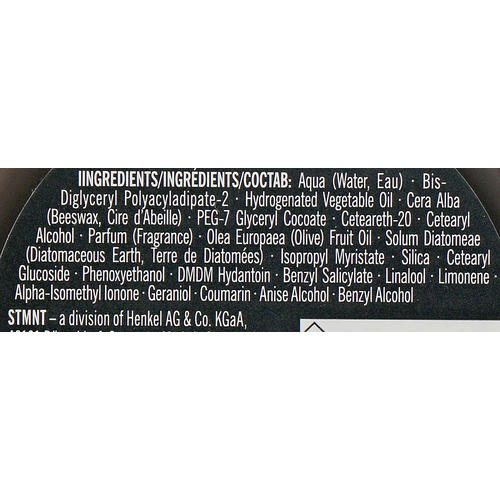 IINGREDIENTS/INGRÉDIENTS/COCTAB: Aqua (Water, Eau) · Bis-
Diglyceryl Polyacyladipate-2 · Hydrogenated Vegetable Oil · Cera Alba
(Beeswax, Cire d'Abeille) · PEG-7 Glyceryl Cocoate · Ceteareth-20 · Cetearyl
Alcohol · Parfum (Fragrance) · Olea Europaea (Olive) Fruit Oil · Solum Diatomeae
(Diatomaceous Earth, Terre de Diatomées) · Isopropyl Myristate · Silica · Cetearyl
Glucoside · Phenoxyethanol · DMDM Hydantoin · Benzyl Salicylate · Linalool · Limonene ·
Alpha-Isomethyl Ionone · Geraniol · Coumarin · Anise Alcohol · Benzyl Alcohol
STMNT – a division of Henkel AG & Co. KGaA,